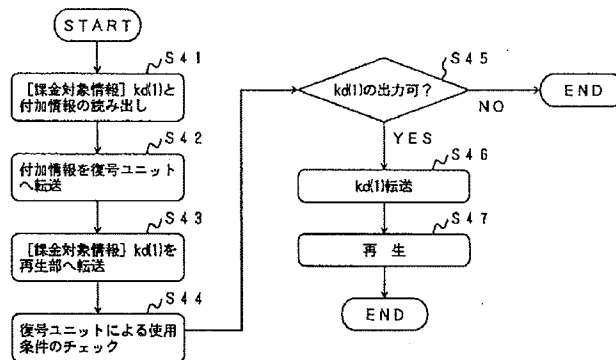 START
S41
[課金対象情報] kd(1)と
付加情報の読み出し
S42
付加情報を復号ユニット
へ転送
S43
[課金対象情報] kd(1)を
再生部へ転送
S44
復号ユニットによる使用
条件のチェック
S45
kd(1)の出力可?
NO
END
YES
S46
kd(1)転送
S47
再 生
END